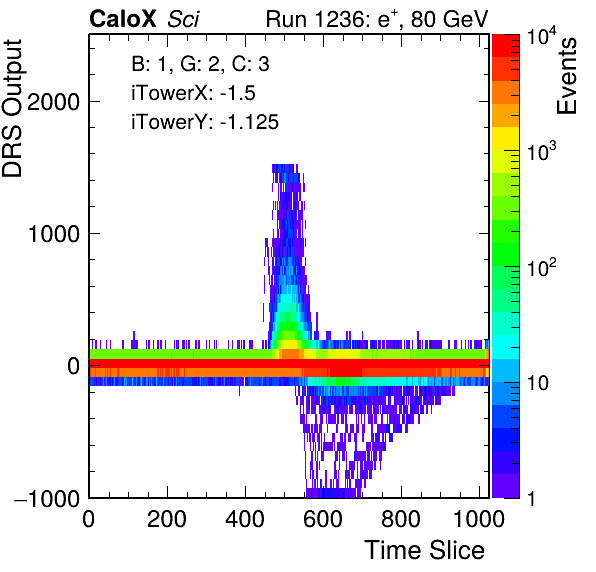 CaloX Sci
Run 1236: e⁺, 80 GeV
B: 1, G: 2, C: 3
iTowerX: -1.5
iTowerY: -1.125
DRS Output
2000
1000
0
−1000
0 200 400 600 800 1000
Time Slice
Events
10⁴
10³
10²
10
1